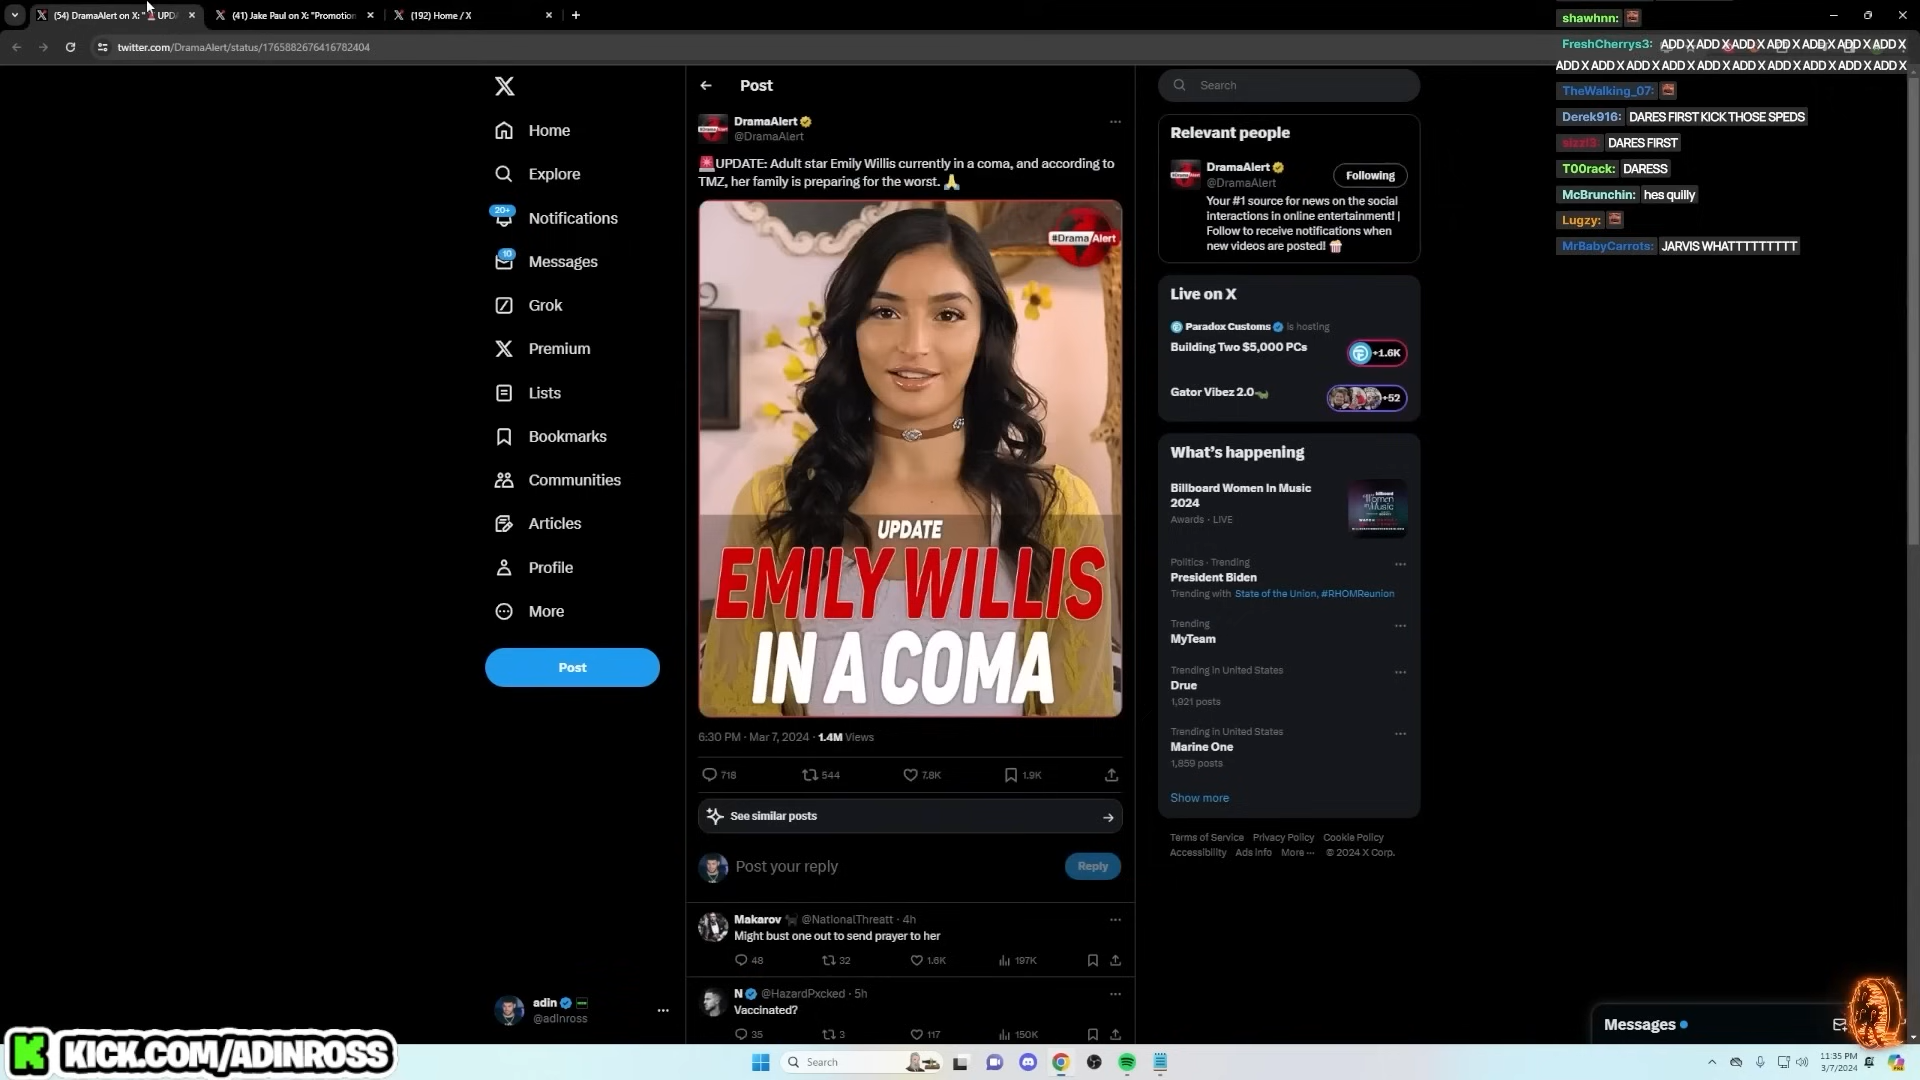 (54) DramaAlert on X: "🚨UPDA
(41) Jake Paul on X: "Promotion
(192) Home / X
twitter.com/DramaAlert/status/1765882676416782404
Home
Explore
20+
Notifications
10
Messages
Grok
Premium
Lists
Bookmarks
Communities
Articles
Profile
More
Post
adin
@adinross
Post
DramaAlert
@DramaAlert
🚨UPDATE: Adult star Emily Willis currently in a coma, and according to
TMZ, her family is preparing for the worst. 🙏
#DramaAlert
UPDATE
EMILY WILLIS
IN A COMA
6:30 PM · Mar 7, 2024 · 1.4M Views
718 544 7.8K 1.9K
See similar posts
Post your reply
Reply
Makarov @NationalThreatt · 4h
Might bust one out to send prayer to her
48 32 1.6K 197K
N @HazardPxcked · 5h
Vaccinated?
35 3 117 150K
Search
Relevant people
DramaAlert
@DramaAlert
Following
Your #1 source for news on the social
interactions in online entertainment! |
Follow to receive notifications when
new videos are posted! 🍿
Live on X
Paradox Customs is hosting
Building Two $5,000 PCs
+1.6K
Gator Vibez 2.0🐊
+52
What's happening
Billboard Women In Music
2024
Awards · LIVE
Politics · Trending
President Biden
Trending with State of the Union, #RHOMReunion
Trending
MyTeam
Trending in United States
Drue
1,921 posts
Trending in United States
Marine One
1,859 posts
Show more
Terms of Service Privacy Policy Cookie Policy
Accessibility Ads info More ··· © 2024 X Corp.
shawhnn:
FreshCherrys3: ADD X ADD X ADD X ADD X ADD X ADD X ADD X
ADD X ADD X ADD X ADD X ADD X ADD X ADD X ADD X ADD X ADD X
TheWalking_07:
Derek916: DARES FIRST KICK THOSE SPEDS
sizzl3: DARES FIRST
T00rack: DARESS
McBrunchin: hes quilly
Lugzy:
MrBabyCarrots: JARVIS WHATTTTTTTTT
Messages
K KICK.COM/ADINROSS
Search
11:35 PM
3/7/2024